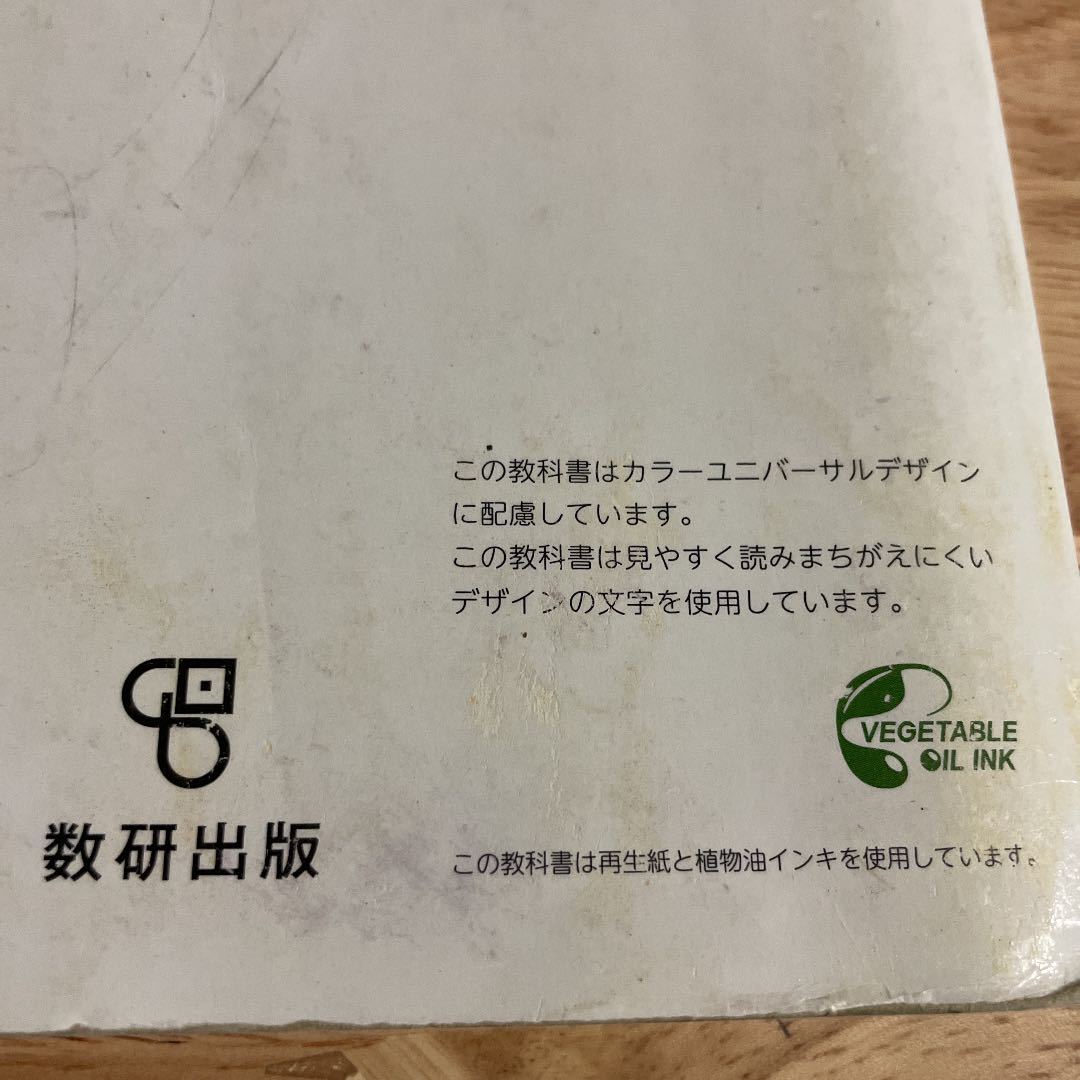 この教科書はカラーユニバーサルデザイン
に配慮しています。
この教科書は見やすく読みまちがえにくい
デザインの文字を使用しています。
VEGETABLE
OIL INK
数研出版
この教科書は再生紙と植物油インキを使用しています。